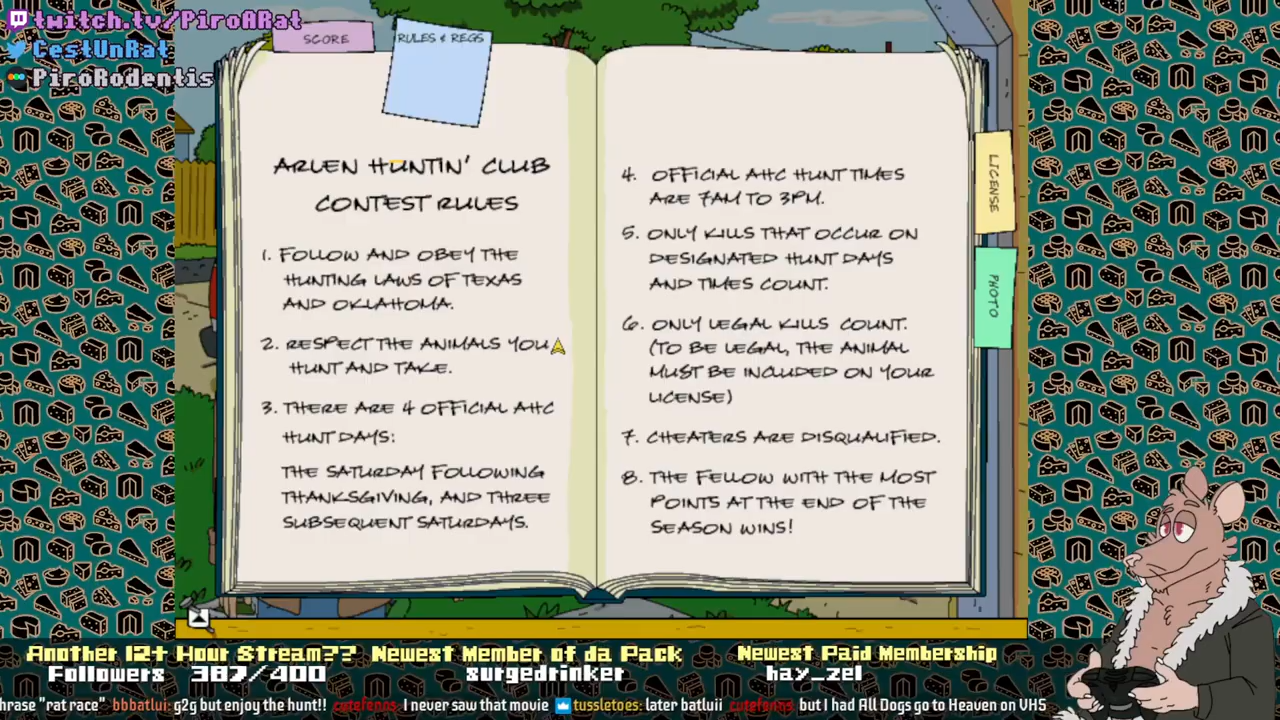 twitch.tv/PiroARat
CestUnRat
PiroRodentis
SCORE
RULES & REGS
LICENSE
PHOTO
ARLEN HUNTIN' CLUB
CONTEST RULES
1. FOLLOW AND OBEY THE
HUNTING LAWS OF TEXAS
AND OKLAHOMA.
2. RESPECT THE ANIMALS YOU
HUNT AND TAKE.
3. THERE ARE 4 OFFICIAL AHC
HUNT DAYS:
THE SATURDAY FOLLOWING
THANKSGIVING, AND THREE
SUBSEQUENT SATURDAYS.
4. OFFICIAL AHC HUNT TIMES
ARE 7AM TO 3PM.
5. ONLY KILLS THAT OCCUR ON
DESIGNATED HUNT DAYS
AND TIMES COUNT.
6. ONLY LEGAL KILLS COUNT.
(TO BE LEGAL, THE ANIMAL
MUST BE INCLUDED ON YOUR
LICENSE)
7. CHEATERS ARE DISQUALIFIED.
8. THE FELLOW WITH THE MOST
POINTS AT THE END OF THE
SEASON WINS!
Another 12+ Hour Stream?? Newest Member of da Pack Newest Paid Membership
Followers 387/400 surgedrinker hay_zel
hrase "rat race" bbbatlui: g2g but enjoy the hunt!! cutefenns: I never saw that movie tussletoes: later batluii cutefenns: but I had All Dogs go to Heaven on VHS